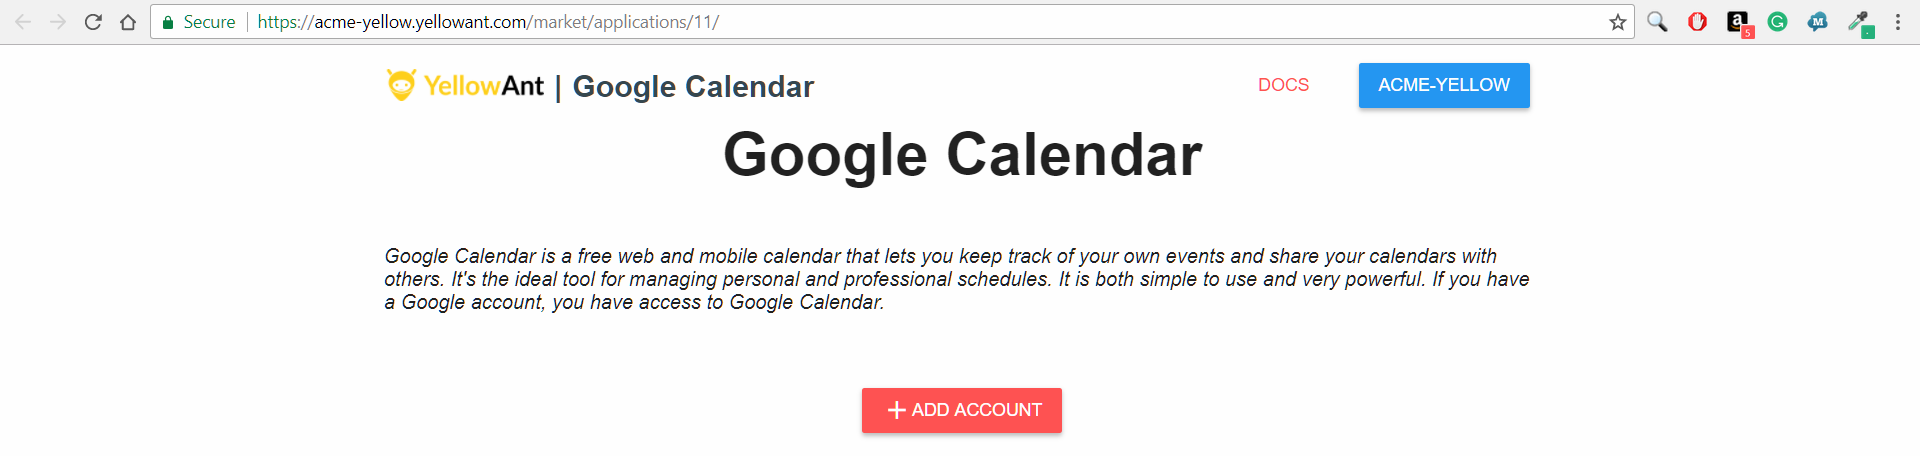 Secure https://acme-yellow.yellowant.com/market/applications/11/
a
5
G
M
YellowAnt | Google Calendar
DOCS
ACME-YELLOW
Google Calendar
Google Calendar is a free web and mobile calendar that lets you keep track of your own events and share your calendars with
others. It's the ideal tool for managing personal and professional schedules. It is both simple to use and very powerful. If you have
a Google account, you have access to Google Calendar.
+ ADD ACCOUNT